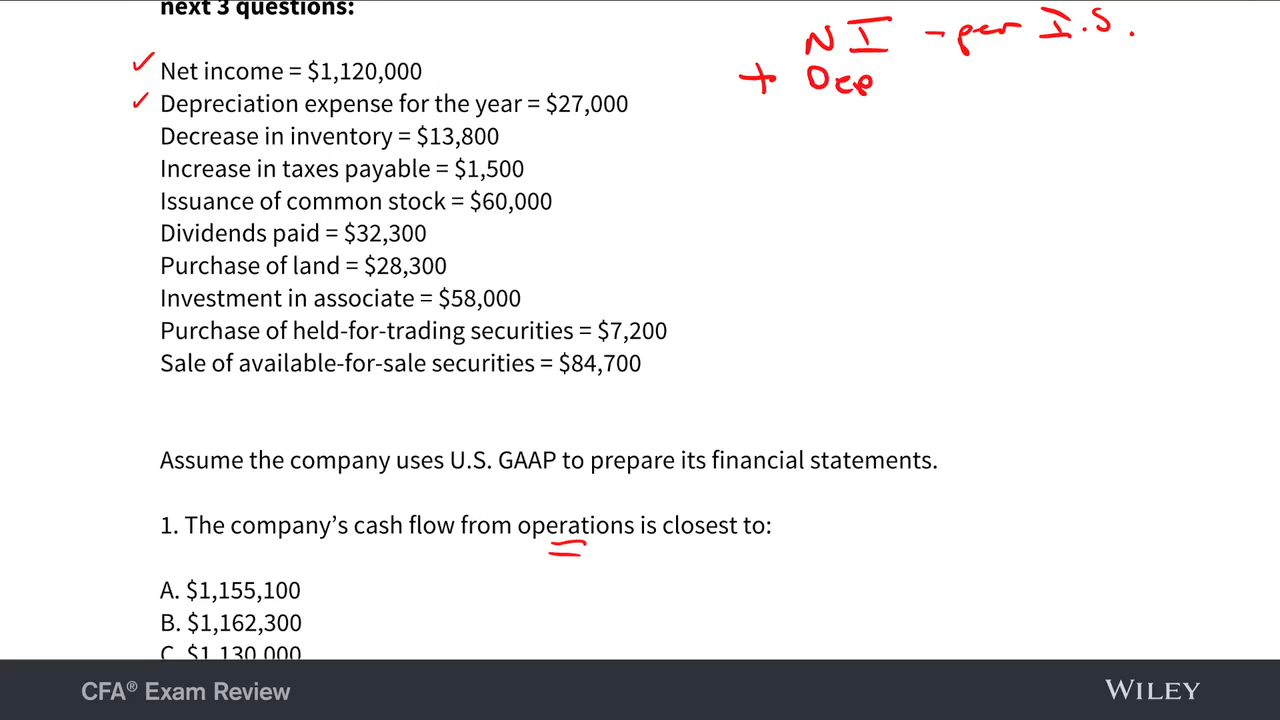 next 3 questions:
NI - per I.S.
+ Dep
Net income = $1,120,000
Depreciation expense for the year = $27,000
Decrease in inventory = $13,800
Increase in taxes payable = $1,500
Issuance of common stock = $60,000
Dividends paid = $32,300
Purchase of land = $28,300
Investment in associate = $58,000
Purchase of held-for-trading securities = $7,200
Sale of available-for-sale securities = $84,700
Assume the company uses U.S. GAAP to prepare its financial statements.
1. The company’s cash flow from operations is closest to:
A. $1,155,100
B. $1,162,300
C. $1,130,000
CFA® Exam Review
WILEY